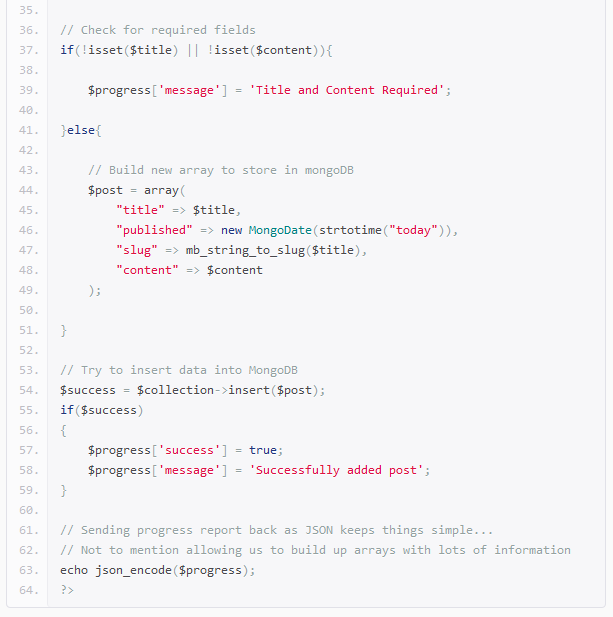 35.
36. // Check for required fields
37. if(!isset($title) || !isset($content)){
38.
39. $progress['message'] = 'Title and Content Required';
40.
41. }else{
42.
43. // Build new array to store in mongoDB
44. $post = array(
45. "title" => $title,
46. "published" => new MongoDate(strtotime("today")),
47. "slug" => mb_string_to_slug($title),
48. "content" => $content
49. );
50.
51. }
52.
53. // Try to insert data into MongoDB
54. $success = $collection->insert($post);
55. if($success)
56. {
57. $progress['success'] = true;
58. $progress['message'] = 'Successfully added post';
59. }
60.
61. // Sending progress report back as JSON keeps things simple...
62. // Not to mention allowing us to build up arrays with lots of information
63. echo json_encode($progress);
64. ?>